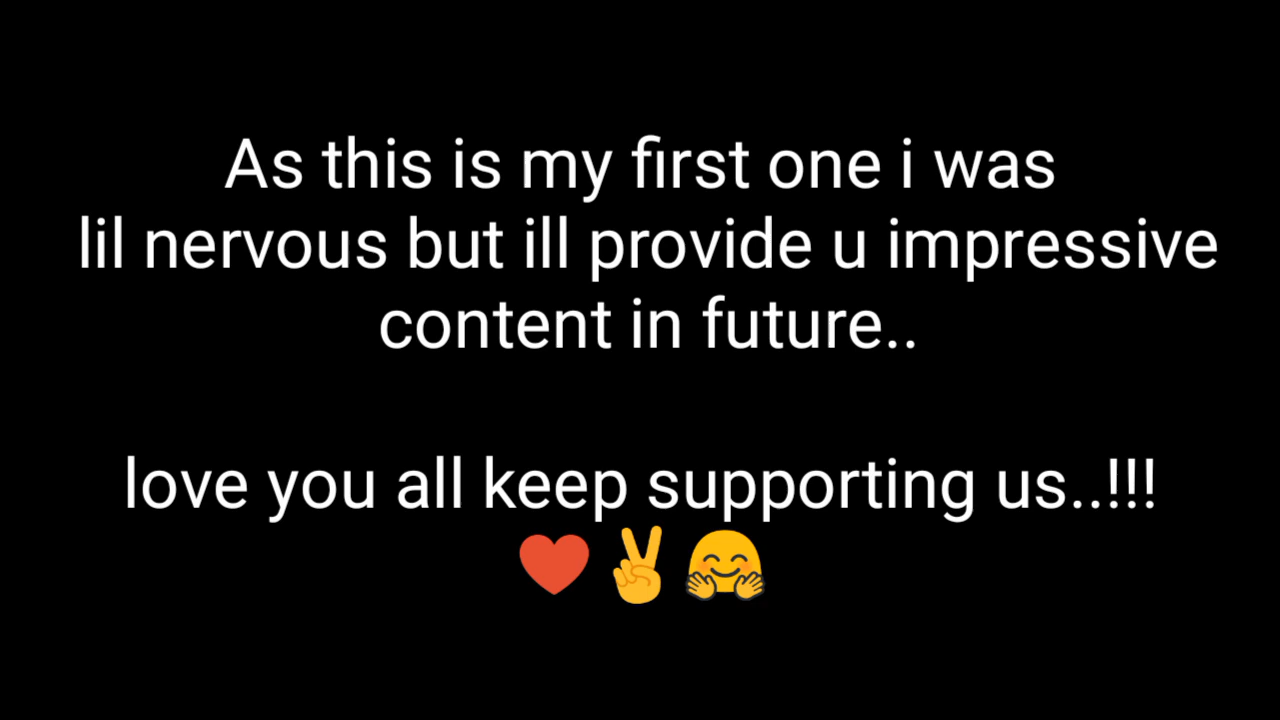 As this is my first one i was
lil nervous but ill provide u impressive
content in future..
love you all keep supporting us..!!!
❤️✌️🤗